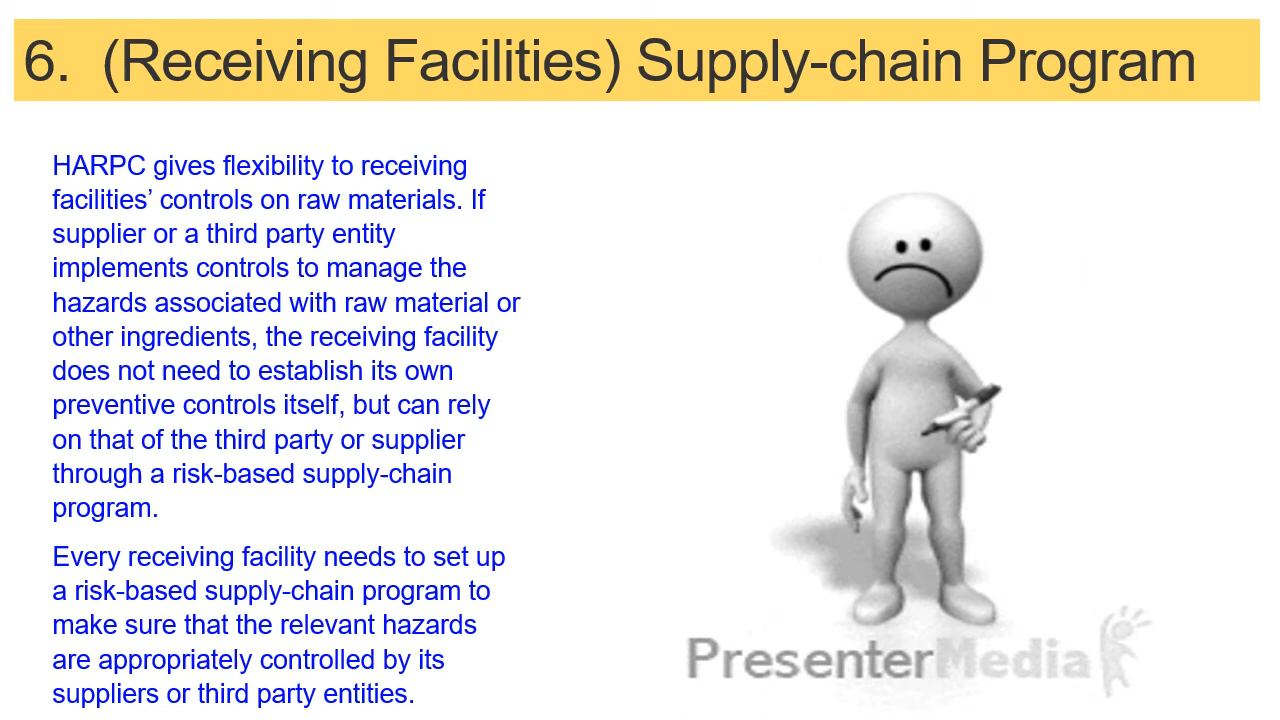 6. (Receiving Facilities) Supply-chain Program
HARPC gives flexibility to receiving
facilities’ controls on raw materials. If
supplier or a third party entity
implements controls to manage the
hazards associated with raw material or
other ingredients, the receiving facility
does not need to establish its own
preventive controls itself, but can rely
on that of the third party or supplier
through a risk-based supply-chain
program.
Every receiving facility needs to set up
a risk-based supply-chain program to
make sure that the relevant hazards
are appropriately controlled by its
suppliers or third party entities.
PresenterMedia